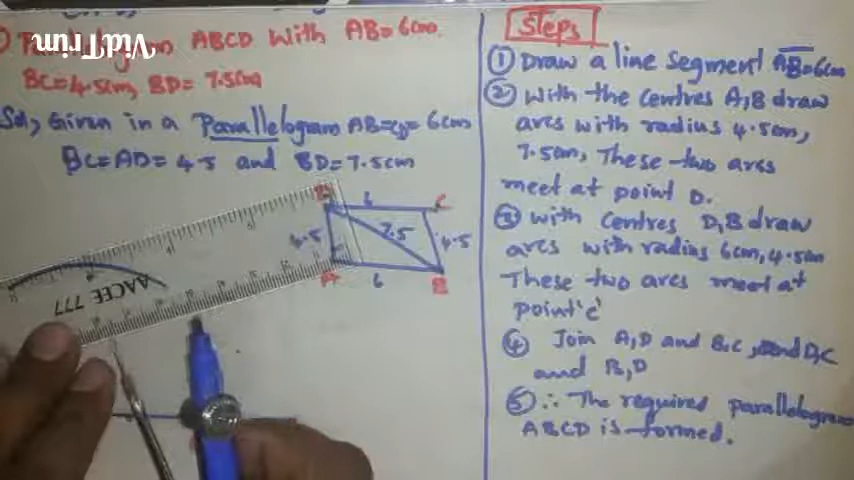 Parallelogram ABCD with AB=6cm.
BC=4.5cm, BD= 7.5cm
Sol, Given in a Parallelogram AB=CD=6cm
BC=AD=4.5 and BD=7.5cm
6
C
4.5
7.5
4.5
A
6
B
AACEE 777
VidTrim
Steps
① Draw a line segment AB=6cm
② With the centres A,B draw
arcs with radius 4.5cm,
7.5cm, These two arcs
meet at point D.
③ With centres D,B draw
arcs with radius 6cm, 4.5cm
These two arcs meet at
point 'c'
④ Join A,D and B,C, and D,C
and B,D
⑤ ∴ The required parallelogram
ABCD is formed.